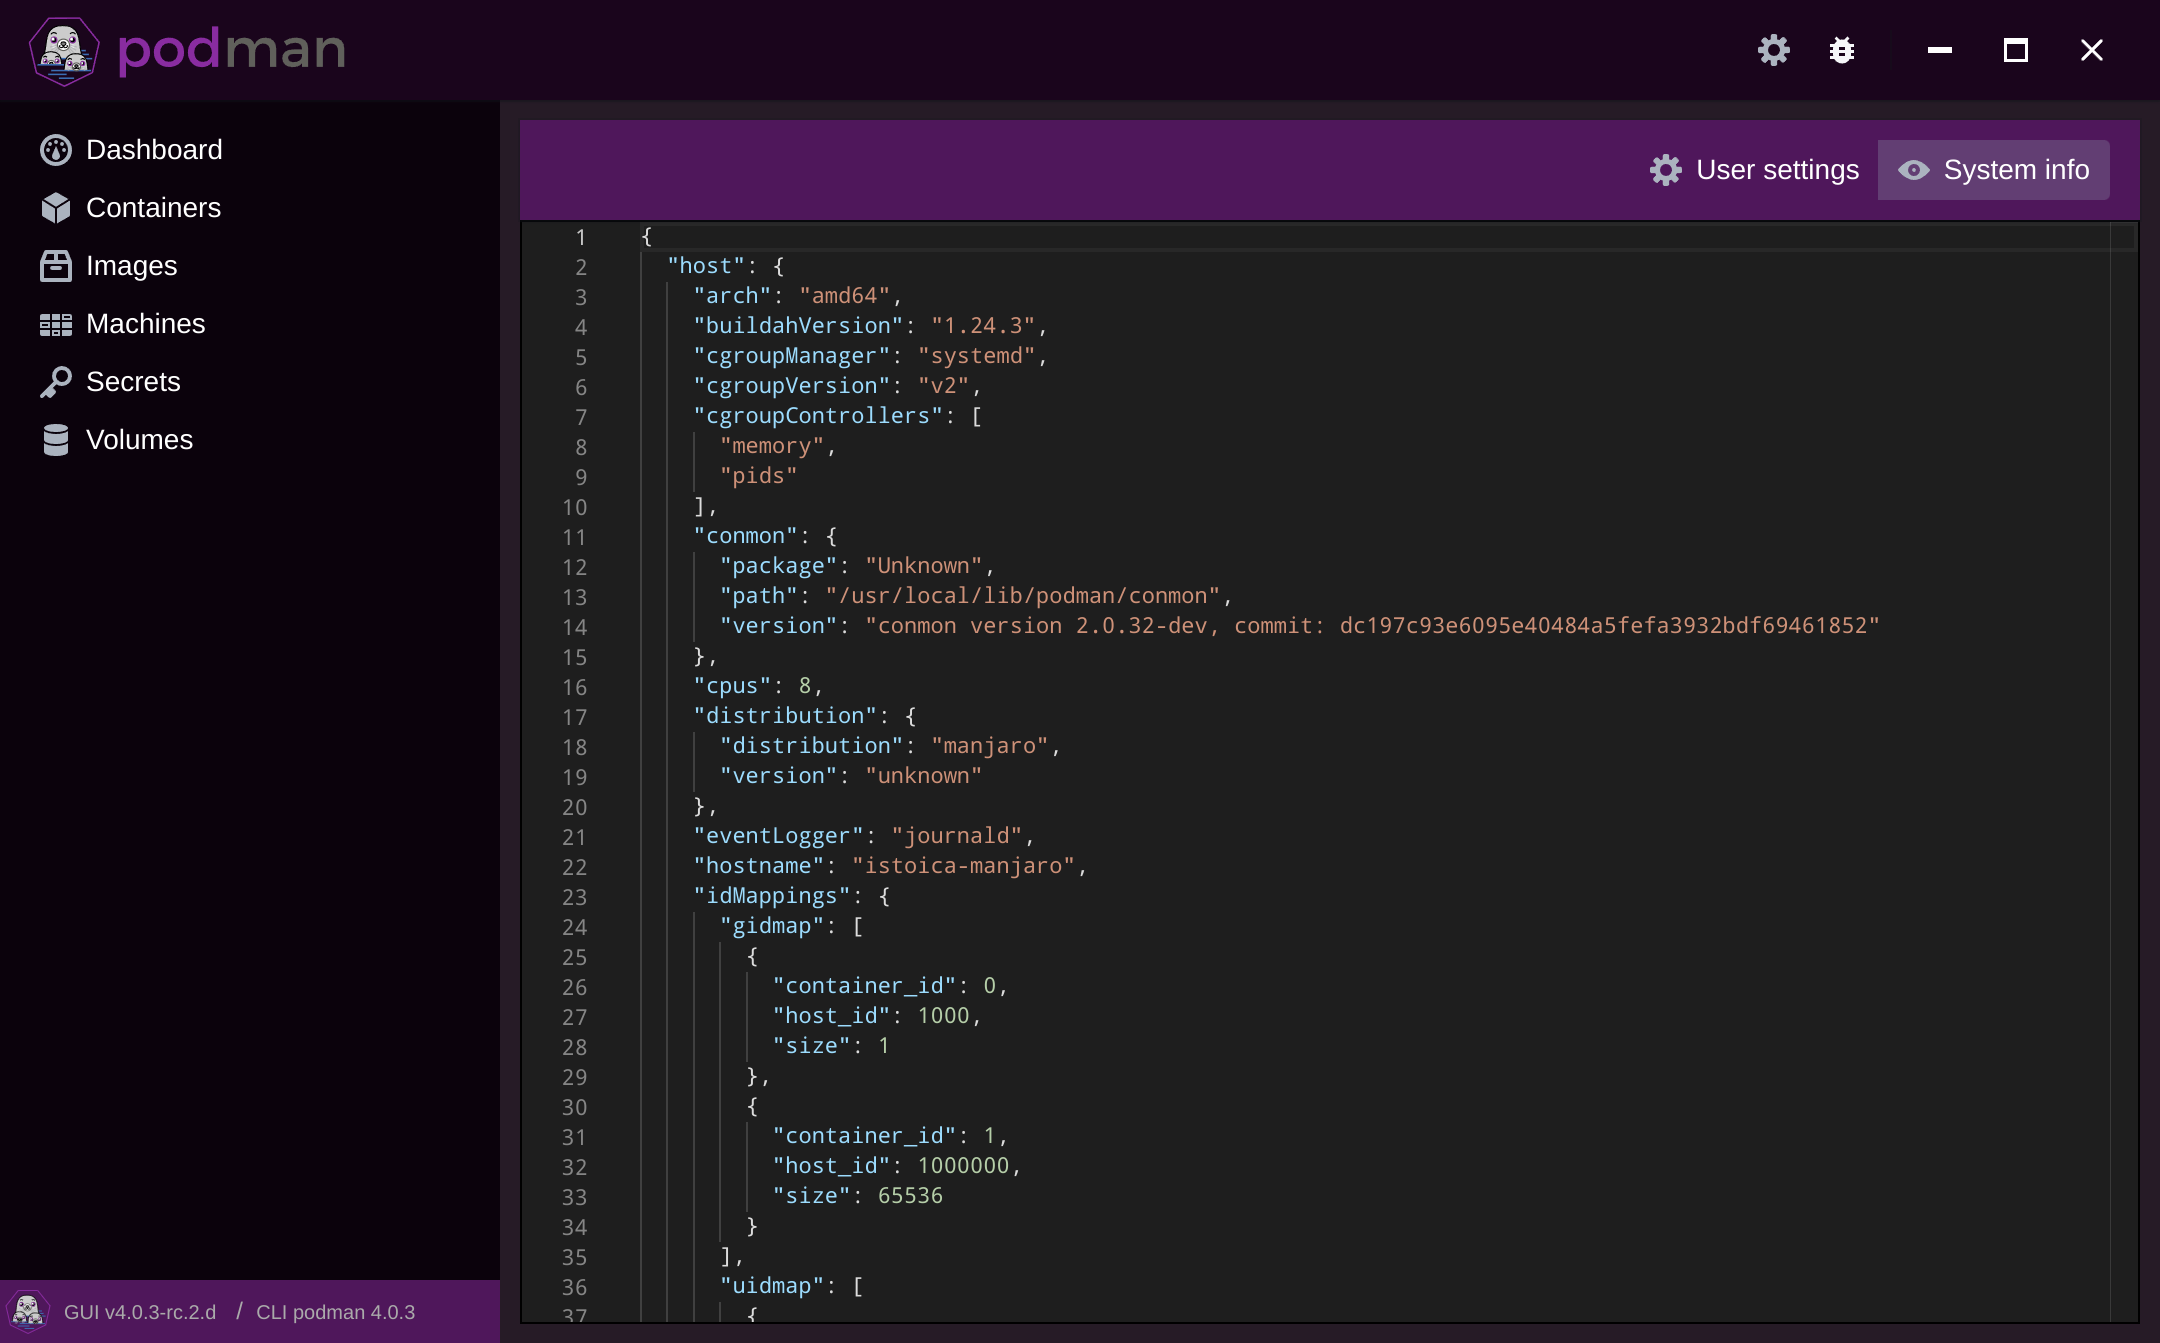 podman
Dashboard
Containers
Images
Machines
Secrets
Volumes
GUI v4.0.3-rc.2.d / CLI podman 4.0.3
User settings
System info
1 {
2 "host": {
3 "arch": "amd64",
4 "buildahVersion": "1.24.3",
5 "cgroupManager": "systemd",
6 "cgroupVersion": "v2",
7 "cgroupControllers": [
8 "memory",
9 "pids"
10 ],
11 "conmon": {
12 "package": "Unknown",
13 "path": "/usr/local/lib/podman/conmon",
14 "version": "conmon version 2.0.32-dev, commit: dc197c93e6095e40484a5fefa3932bdf69461852"
15 },
16 "cpus": 8,
17 "distribution": {
18 "distribution": "manjaro",
19 "version": "unknown"
20 },
21 "eventLogger": "journald",
22 "hostname": "istoica-manjaro",
23 "idMappings": {
24 "gidmap": [
25 {
26 "container_id": 0,
27 "host_id": 1000,
28 "size": 1
29 },
30 {
31 "container_id": 1,
32 "host_id": 1000000,
33 "size": 65536
34 }
35 ],
36 "uidmap": [
37 {